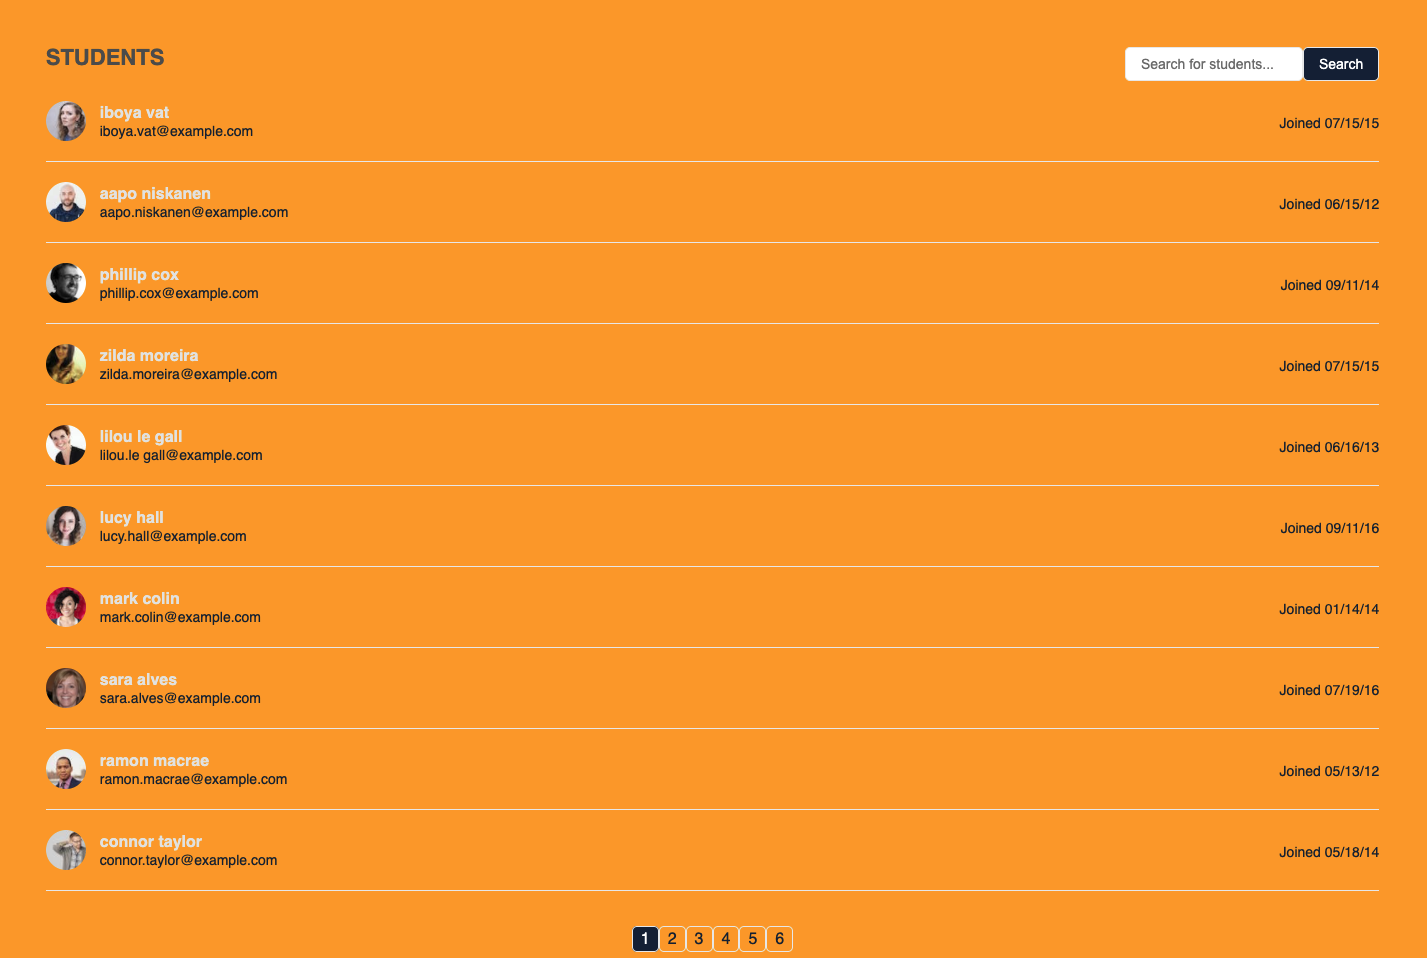 STUDENTS
Search for students...
Search
iboya vat
iboya.vat@example.com
Joined 07/15/15
aapo niskanen
aapo.niskanen@example.com
Joined 06/15/12
phillip cox
phillip.cox@example.com
Joined 09/11/14
zilda moreira
zilda.moreira@example.com
Joined 07/15/15
lilou le gall
lilou.le gall@example.com
Joined 06/16/13
lucy hall
lucy.hall@example.com
Joined 09/11/16
mark colin
mark.colin@example.com
Joined 01/14/14
sara alves
sara.alves@example.com
Joined 07/19/16
ramon macrae
ramon.macrae@example.com
Joined 05/13/12
connor taylor
connor.taylor@example.com
Joined 05/18/14
1 2 3 4 5 6